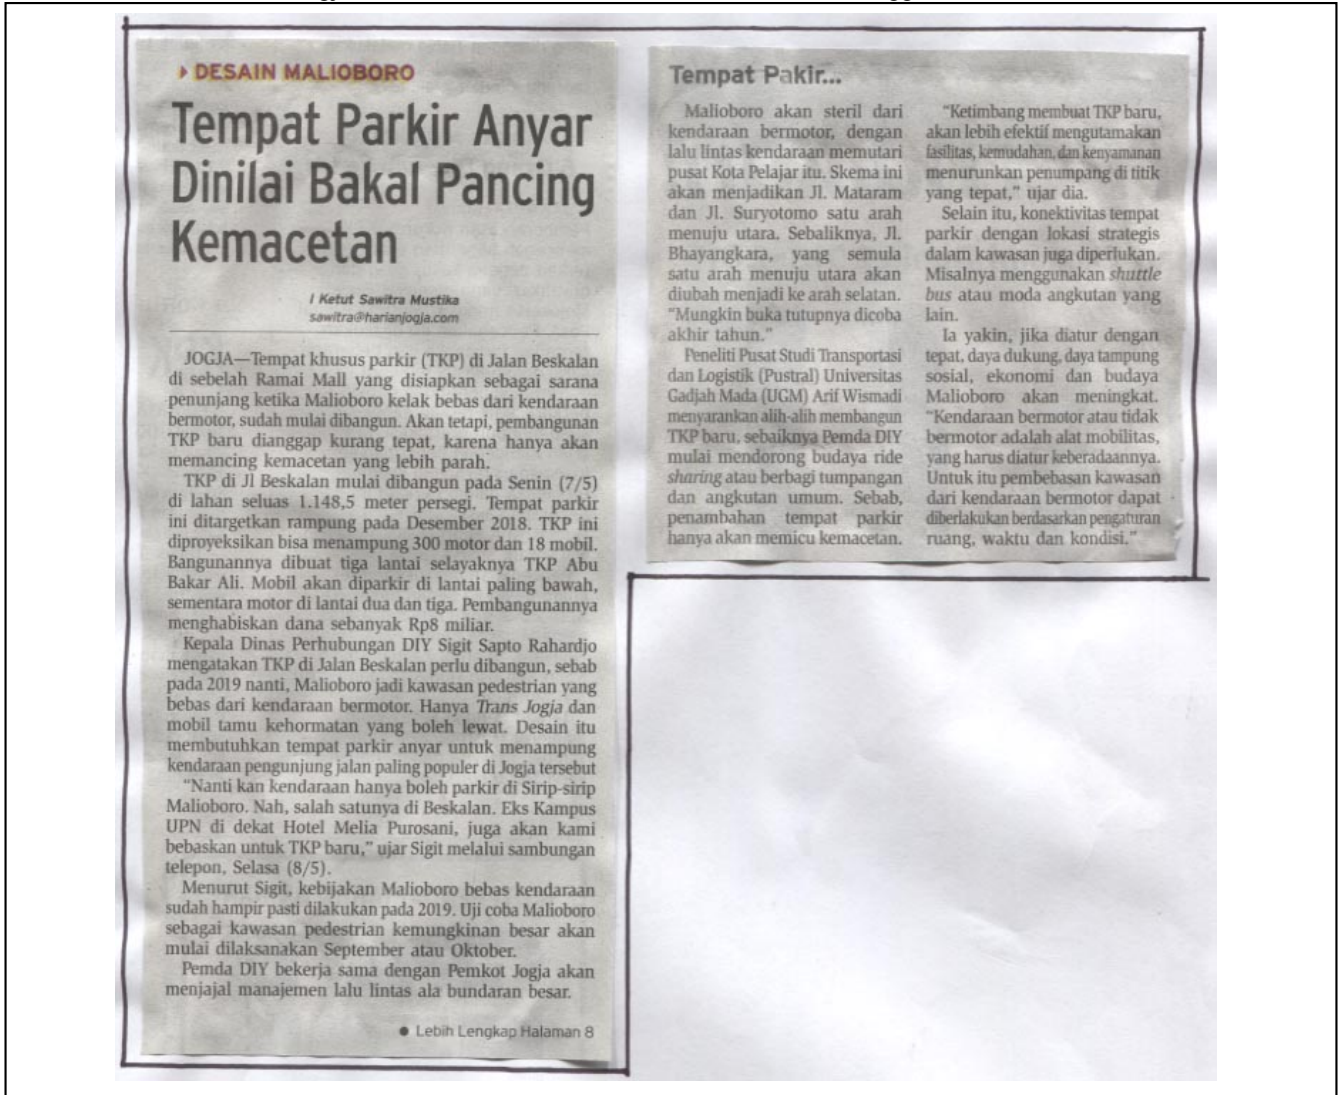 DESAIN MALIOBORO
Tempat Parkir Anyar
Dinilai Bakal Pancing
Kemacetan
I Ketut Sawitra Mustika
sawitra@harianjogja.com
JOGJA—Tempat khusus parkir (TKP) di Jalan Beskalan
di sebelah Ramai Mall yang disiapkan sebagai sarana
penunjang ketika Malioboro kelak bebas dari kendaraan
bermotor, sudah mulai dibangun. Akan tetapi, pembangunan
TKP baru dianggap kurang tepat, karena hanya akan
memancing kemacetan yang lebih parah.
TKP di Jl Beskalan mulai dibangun pada Senin (7/5)
di lahan seluas 1.148,5 meter persegi. Tempat parkir
ini ditargetkan rampung pada Desember 2018. TKP ini
diproyeksikan bisa menampung 300 motor dan 18 mobil.
Bangunannya dibuat tiga lantai selayaknya TKP Abu
Bakar Ali. Mobil akan diparkir di lantai paling bawah,
sementara motor di lantai dua dan tiga. Pembangunannya
menghabiskan dana sebanyak Rp8 miliar.
Kepala Dinas Perhubungan DIY Sigit Sapto Rahardjo
mengatakan TKP di Jalan Beskalan perlu dibangun, sebab
pada 2019 nanti, Malioboro jadi kawasan pedestrian yang
bebas dari kendaraan bermotor. Hanya Trans Jogja dan
mobil tamu kehormatan yang boleh lewat. Desain itu
membutuhkan tempat parkir anyar untuk menampung
kendaraan pengunjung jalan paling populer di Jogja tersebut
“Nanti kan kendaraan hanya boleh parkir di Sirip-sirip
Malioboro. Nah, salah satunya di Beskalan. Eks Kampus
UPN di dekat Hotel Melia Purosani, juga akan kami
bebaskan untuk TKP baru,” ujar Sigit melalui sambungan
telepon, Selasa (8/5).
Menurut Sigit, kebijakan Malioboro bebas kendaraan
sudah hampir pasti dilakukan pada 2019. Uji coba Malioboro
sebagai kawasan pedestrian kemungkinan besar akan
mulai dilaksanakan September atau Oktober.
Pemda DIY bekerja sama dengan Pemkot Jogja akan
menjajal manajemen lalu lintas ala bundaran besar.
● Lebih Lengkap Halaman 8
Tempat Pakir...
Malioboro akan steril dari
kendaraan bermotor, dengan
lalu lintas kendaraan memutari
pusat Kota Pelajar itu. Skema ini
akan menjadikan Jl. Mataram
dan Jl. Suryotomo satu arah
menuju utara. Sebaliknya, Jl.
Bhayangkara, yang semula
satu arah menuju utara akan
diubah menjadi ke arah selatan.
“Mungkin buka tutupnya dicoba
akhir tahun.”
Peneliti Pusat Studi Transportasi
dan Logistik (Pustral) Universitas
Gadjah Mada (UGM) Arif Wismadi
menyarankan alih-alih membangun
TKP baru, sebaiknya Pemda DIY
mulai mendorong budaya ride
sharing atau berbagi tumpangan
dan angkutan umum. Sebab,
penambahan tempat parkir
hanya akan memicu kemacetan.
“Ketimbang membuat TKP baru,
akan lebih efektif mengutamakan
fasilitas, kemudahan, dan kenyamanan
menurunkan penumpang di titik
yang tepat,” ujar dia.
Selain itu, konektivitas tempat
parkir dengan lokasi strategis
dalam kawasan juga diperlukan.
Misalnya menggunakan shuttle
bus atau moda angkutan yang
lain.
Ia yakin, jika diatur dengan
tepat, daya dukung, daya tampung
sosial, ekonomi dan budaya
Malioboro akan meningkat.
“Kendaraan bermotor atau tidak
bermotor adalah alat mobilitas,
yang harus diatur keberadaannya.
Untuk itu pembebasan kawasan
dari kendaraan bermotor dapat
diberlakukan berdasarkan pengaturan
ruang, waktu dan kondisi.”